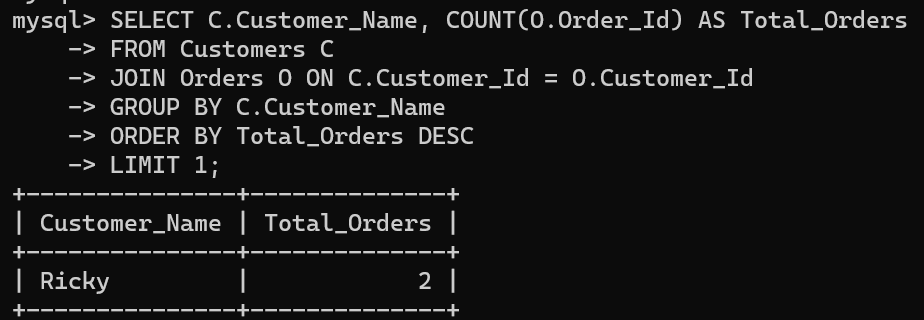 mysql> SELECT C.Customer_Name, COUNT(O.Order_Id) AS Total_Orders
    -> FROM Customers C
    -> JOIN Orders O ON C.Customer_Id = O.Customer_Id
    -> GROUP BY C.Customer_Name
    -> ORDER BY Total_Orders DESC
    -> LIMIT 1;
+---------------+--------------+
| Customer_Name | Total_Orders |
+---------------+--------------+
| Ricky         |            2 |
+---------------+--------------+